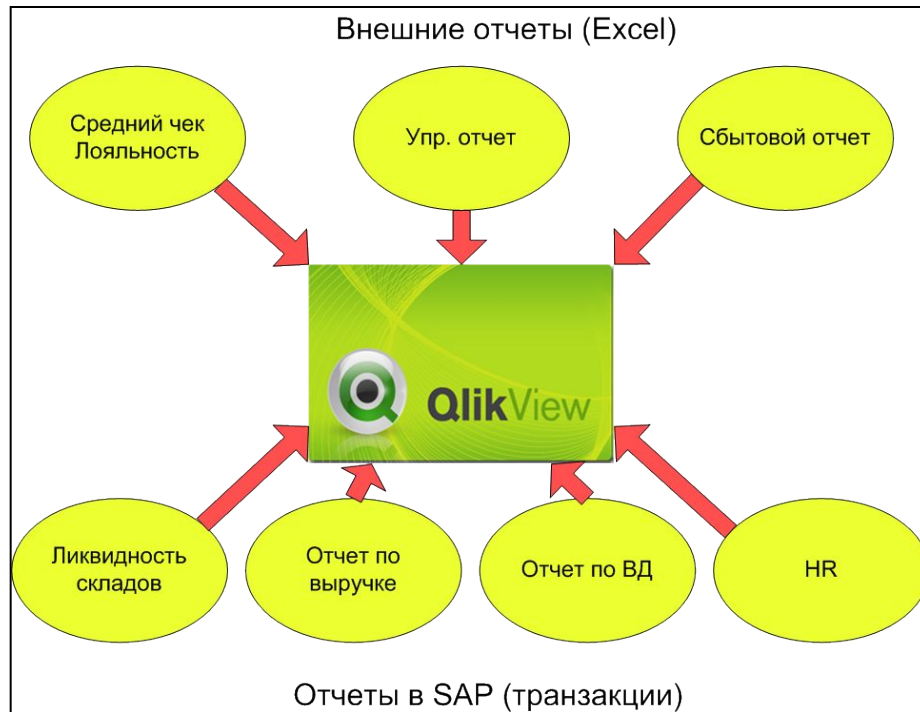 Внешние отчеты (Excel)
Средний чек
Лояльность
Упр. отчет
Сбытовой отчет
QlikView
Ликвидность
складов
Отчет по
выручке
Отчет по ВД
HR
Отчеты в SAP (транзакции)